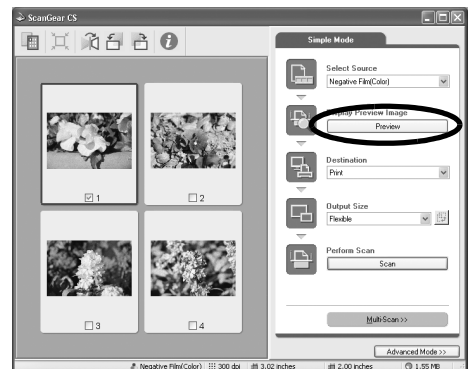 ScanGear CS
Simple Mode
Select Source
Negative Film(Color)
Display Preview Image
Preview
Destination
Print
Output Size
Flexible
Perform Scan
Scan
Multi-Scan >>
Advanced Mode >>
1
2
3
4
Negative Film(Color) 300 dpi 3.02 inches 2.00 inches 1.55 MB